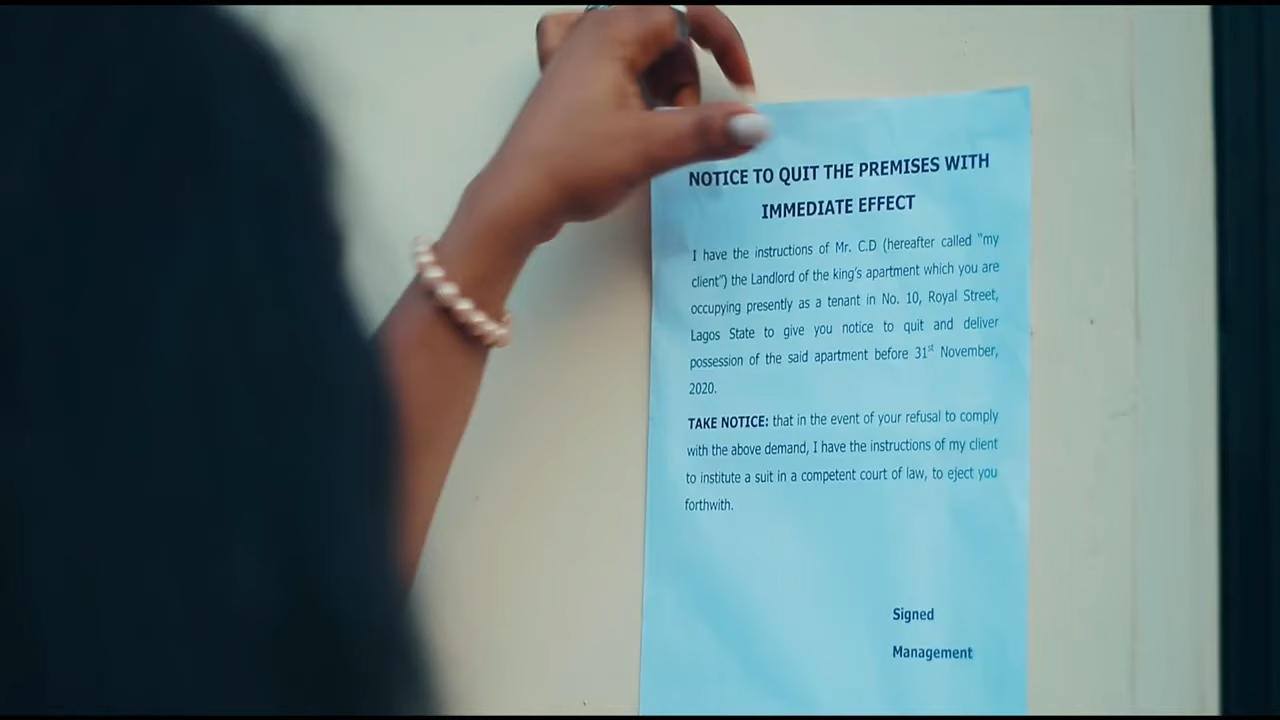 NOTICE TO QUIT THE PREMISES WITH
IMMEDIATE EFFECT
I have the instructions of Mr. C.D (hereafter called "my
client") the Landlord of the king's apartment which you are
occupying presently as a tenant in No. 10, Royal Street,
Lagos State to give you notice to quit and deliver
possession of the said apartment before 31st November,
2020.
TAKE NOTICE: that in the event of your refusal to comply
with the above demand, I have the instructions of my client
to institute a suit in a competent court of law, to eject you
forthwith.
Signed
Management